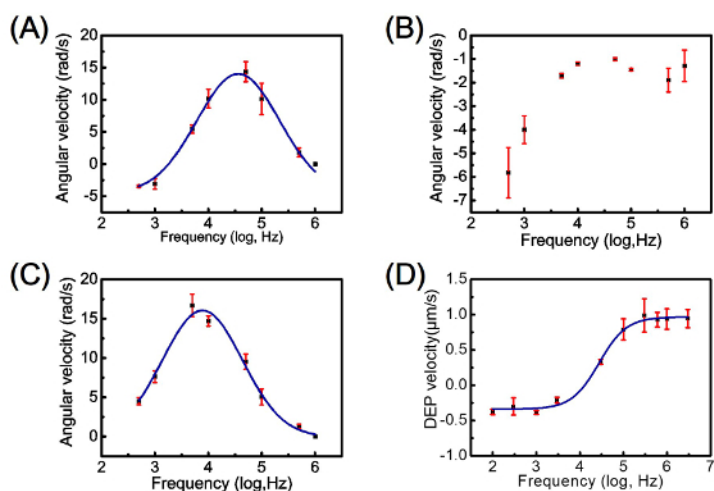 (A)
Angular velocity (rad/s)
20
15
10
5
0
-5
2 3 4 5 6
Frequency (log, Hz)
(B)
Angular velocity (rad/s)
0
-1
-2
-3
-4
-5
-6
-7
2 3 4 5 6
Frequency (log,Hz)
(C)
Angular velocity (rad/s)
20
15
10
5
0
2 3 4 5 6
Frequency (log,Hz)
(D)
DEP velocity(μm/s)
1.5
1.0
0.5
0.0
-0.5
-1.0
2 3 4 5 6 7
Frequency (log, Hz)